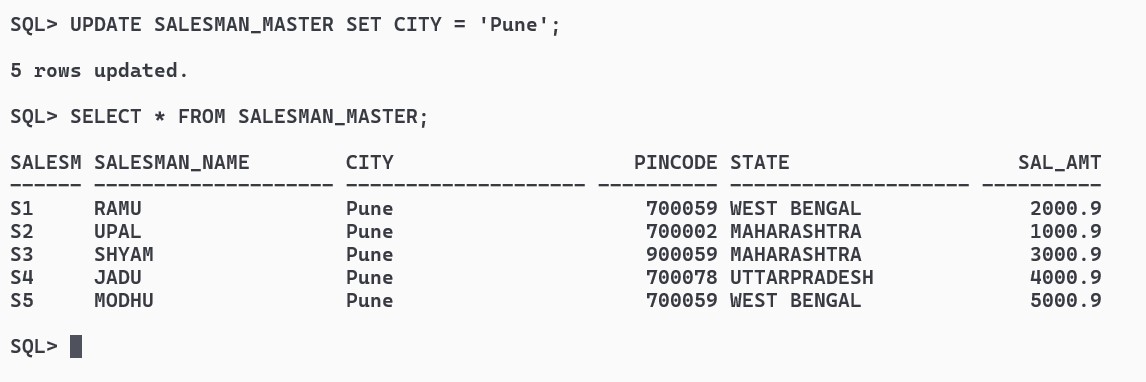 SQL> UPDATE SALESMAN_MASTER SET CITY = 'Pune';
5 rows updated.
SQL> SELECT * FROM SALESMAN_MASTER;
SALESM SALESMAN_NAME        CITY                    PINCODE STATE                   SAL_AMT
------ -------------------- -------------------- ---------- -------------------- ----------
S1     RAMU                 Pune                     700059 WEST BENGAL              2000.9
S2     UPAL                 Pune                     700002 MAHARASHTRA              1000.9
S3     SHYAM                Pune                     900059 MAHARASHTRA              3000.9
S4     JADU                 Pune                     700078 UTTARPRADESH             4000.9
S5     MODHU                Pune                     700059 WEST BENGAL              5000.9
SQL>